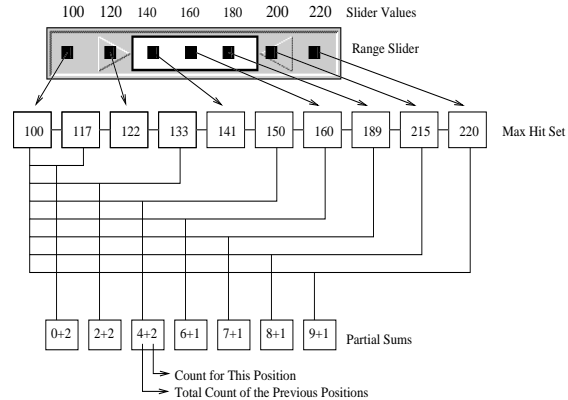 100 120 140 160 180 200 220 Slider Values
Range Slider
100 117 122 133 141 150 160 189 215 220 Max Hit Set
0+2 2+2 4+2 6+1 7+1 8+1 9+1 Partial Sums
Count for This Position
Total Count of the Previous Positions